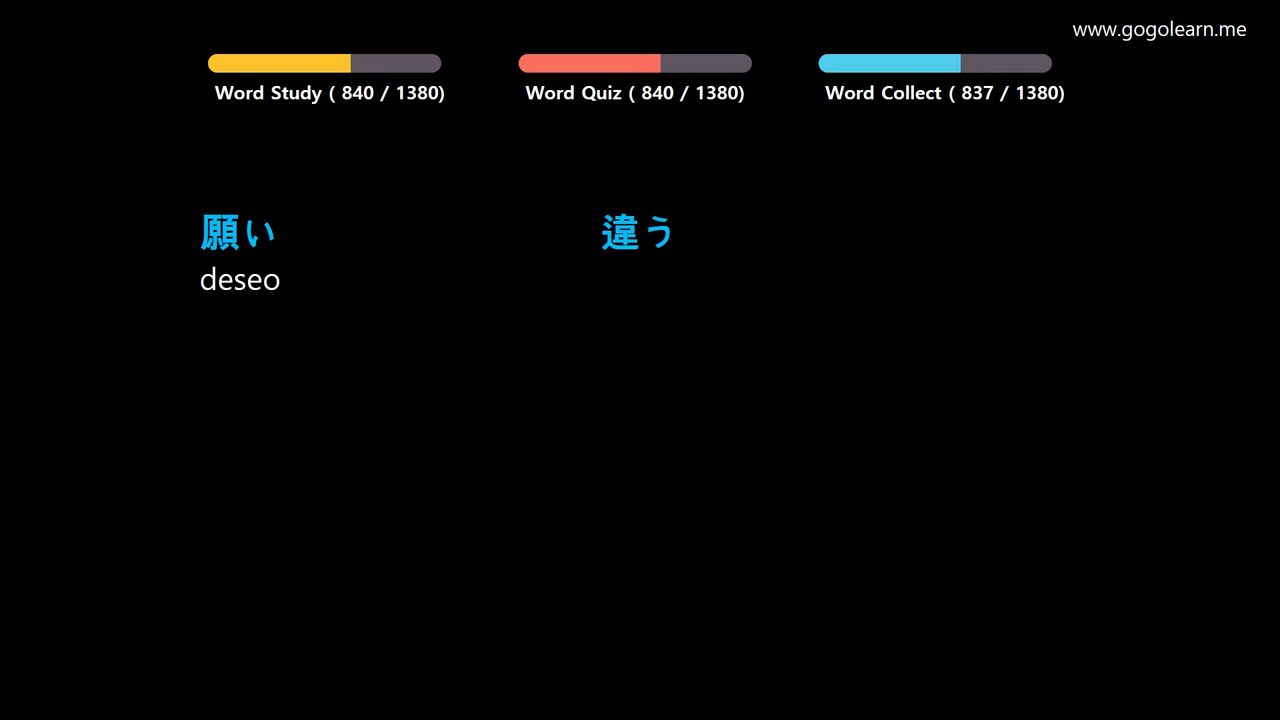 www.gogolearn.me
Word Study ( 840 / 1380)
Word Quiz ( 840 / 1380)
Word Collect ( 837 / 1380)
願い
deseo
違う